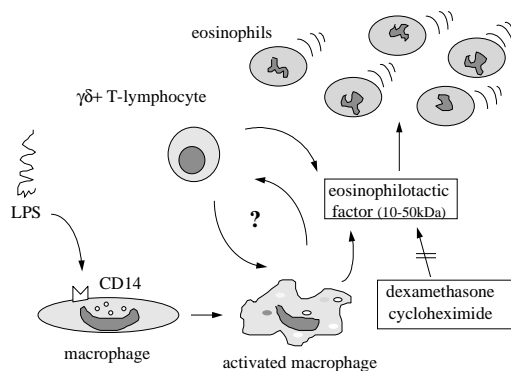 eosinophils
γδ+ T-lymphocyte
LPS
?
eosinophilotactic
factor (10-50kDa)
CD14
dexamethasone
cycloheximide
macrophage
activated macrophage